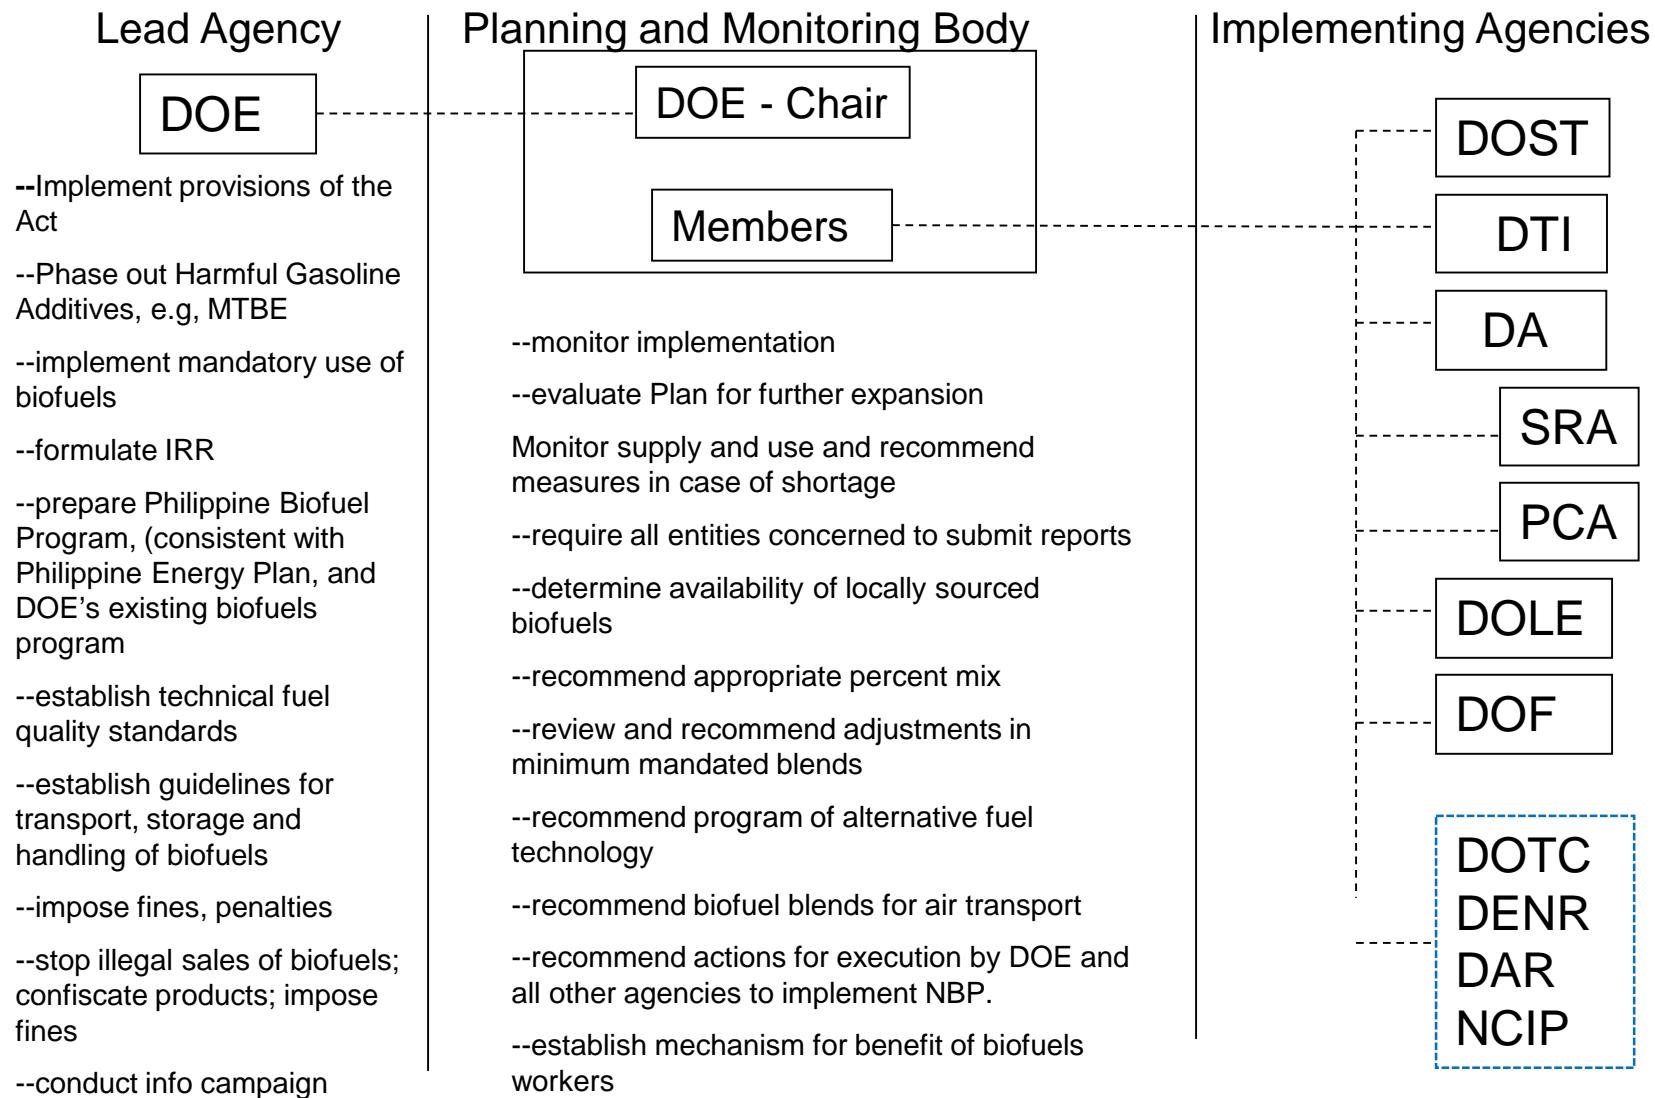 Lead Agency
DOE
--Implement provisions of the
Act
--Phase out Harmful Gasoline
Additives, e.g, MTBE
--implement mandatory use of
biofuels
--formulate IRR
--prepare Philippine Biofuel
Program, (consistent with
Philippine Energy Plan, and
DOE’s existing biofuels
program
--establish technical fuel
quality standards
--establish guidelines for
transport, storage and
handling of biofuels
--impose fines, penalties
--stop illegal sales of biofuels;
confiscate products; impose
fines
--conduct info campaign
Planning and Monitoring Body
DOE - Chair
Members
--monitor implementation
--evaluate Plan for further expansion
Monitor supply and use and recommend
measures in case of shortage
--require all entities concerned to submit reports
--determine availability of locally sourced
biofuels
--recommend appropriate percent mix
--review and recommend adjustments in
minimum mandated blends
--recommend program of alternative fuel
technology
--recommend biofuel blends for air transport
--recommend actions for execution by DOE and
all other agencies to implement NBP.
--establish mechanism for benefit of biofuels
workers
Implementing Agencies
DOST
DTI
DA
SRA
PCA
DOLE
DOF
DOTC
DENR
DAR
NCIP